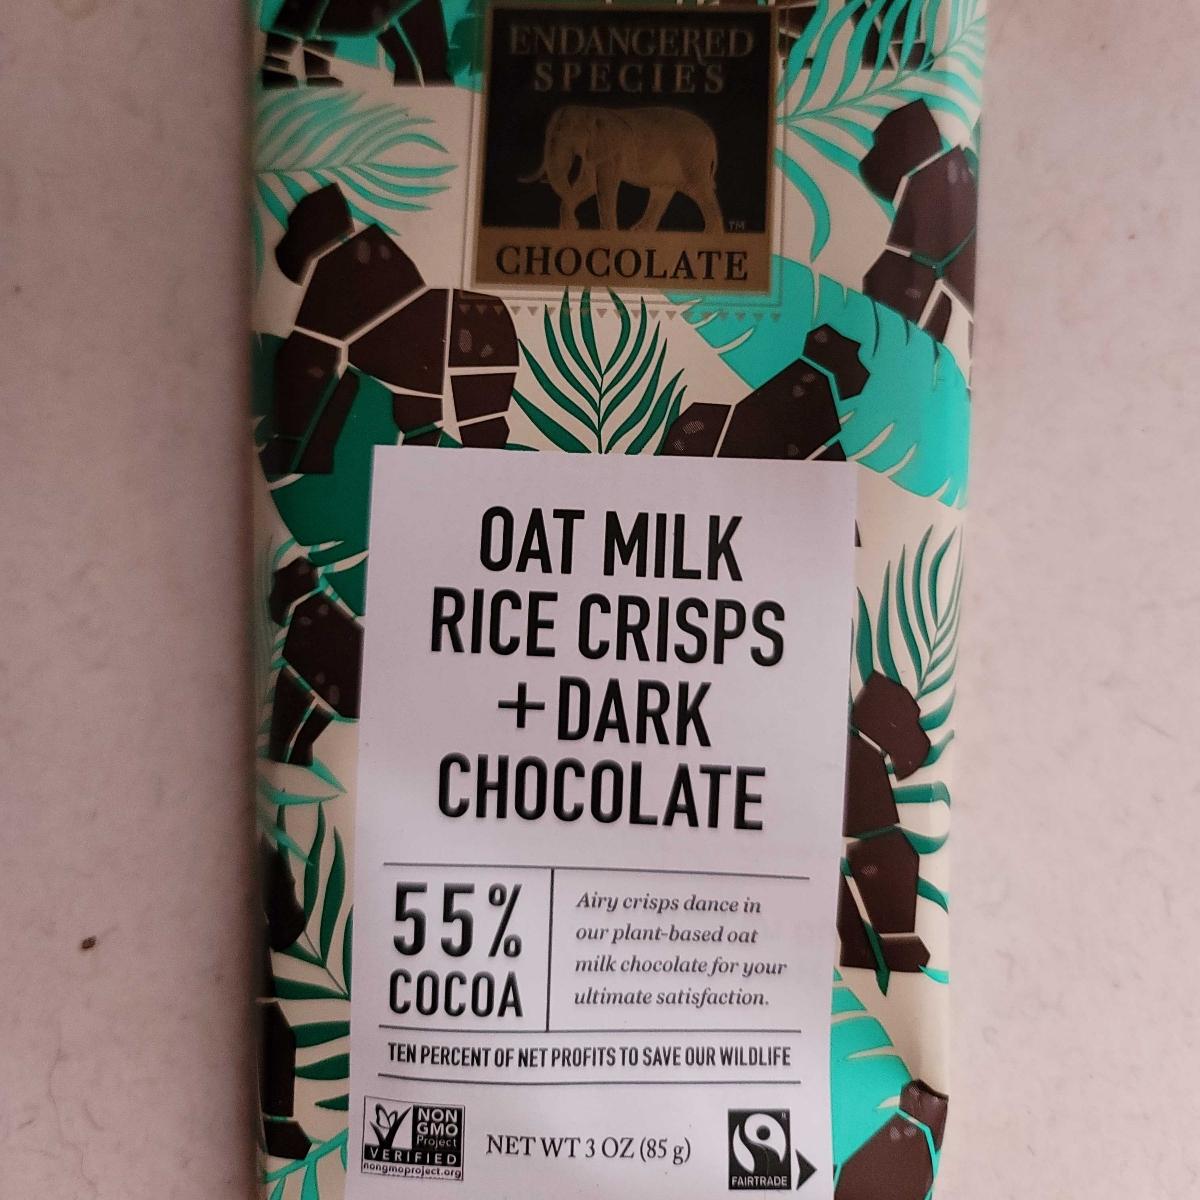 ENDANGERED
SPECIES
TM
CHOCOLATE
OAT MILK
RICE CRISPS
+ DARK
CHOCOLATE
55%
COCOA
Airy crisps dance in
our plant-based oat
milk chocolate for your
ultimate satisfaction.
TEN PERCENT OF NET PROFITS TO SAVE OUR WILDLIFE
NON
GMO
Project
VERIFIED
nongmoproject.org
NET WT 3 OZ (85 g)
®
FAIRTRADE